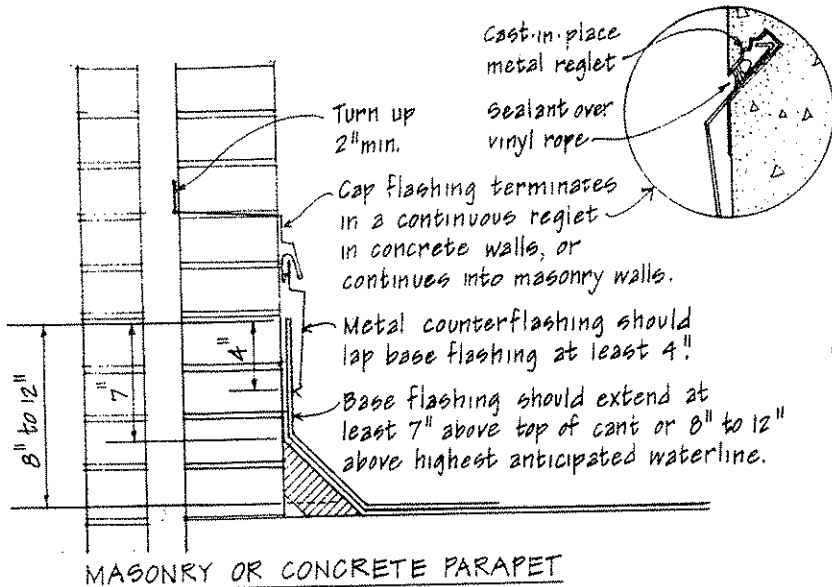 Cast-in-place
metal reglet
Sealant over
vinyl rope
Turn up
2" min.
Cap flashing terminates
in a continuous reglet
in concrete walls, or
continues into masonry walls.
Metal counterflashing should
lap base flashing at least 4".
Base flashing should extend at
least 7" above top of cant or 8" to 12"
above highest anticipated waterline.
4"
7"
8" to 12"
MASONRY OR CONCRETE PARAPET